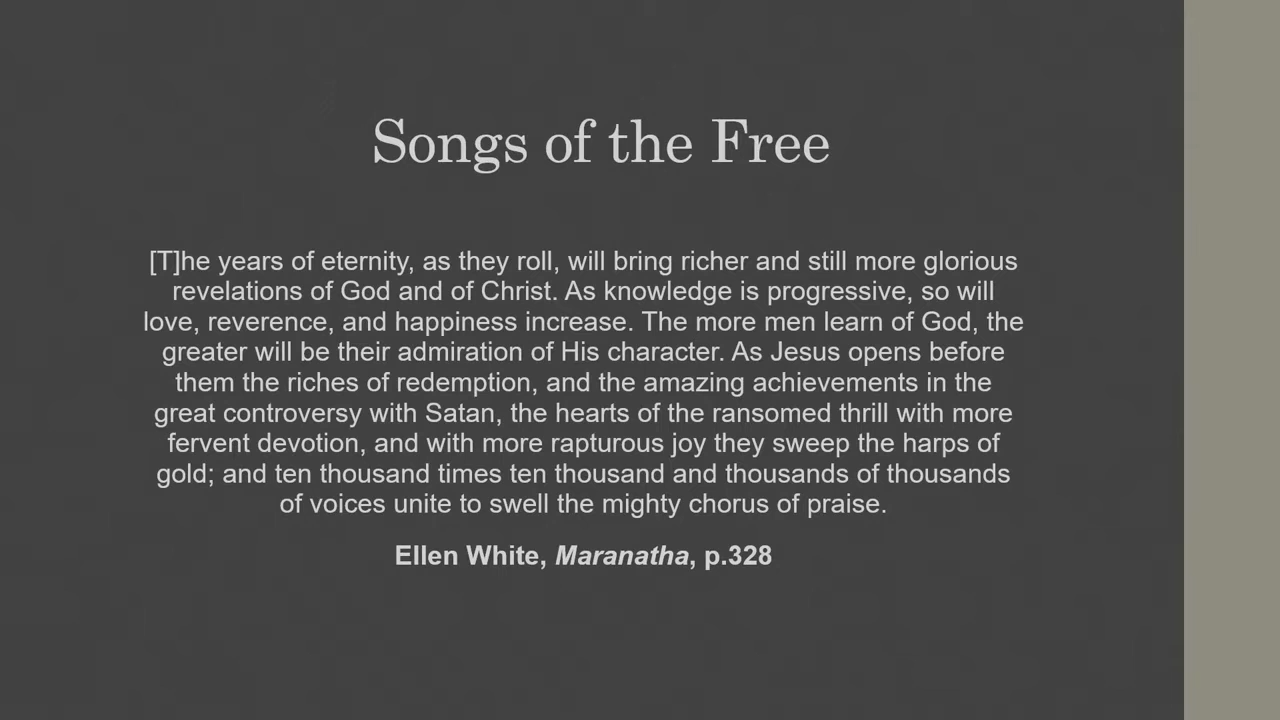 Songs of the Free
[T]he years of eternity, as they roll, will bring richer and still more glorious
revelations of God and of Christ. As knowledge is progressive, so will
love, reverence, and happiness increase. The more men learn of God, the
greater will be their admiration of His character. As Jesus opens before
them the riches of redemption, and the amazing achievements in the
great controversy with Satan, the hearts of the ransomed thrill with more
fervent devotion, and with more rapturous joy they sweep the harps of
gold; and ten thousand times ten thousand and thousands of thousands
of voices unite to swell the mighty chorus of praise.
Ellen White, Maranatha, p.328